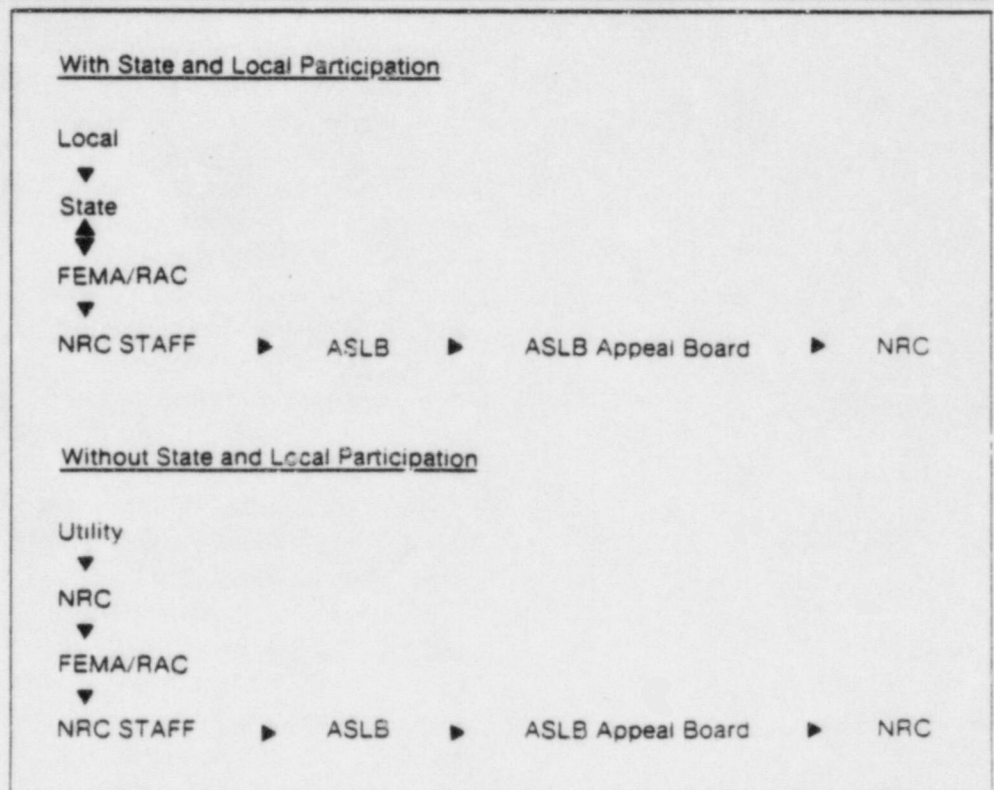 With State and Local Participation
Local
▼
State
▲
▼
FEMA/RAC
▼
NRC STAFF ▶ ASLB ▶ ASLB Appeal Board ▶ NRC
Without State and Local Participation
Utility
▼
NRC
▼
FEMA/RAC
▼
NRC STAFF ▶ ASLB ▶ ASLB Appeal Board ▶ NRC